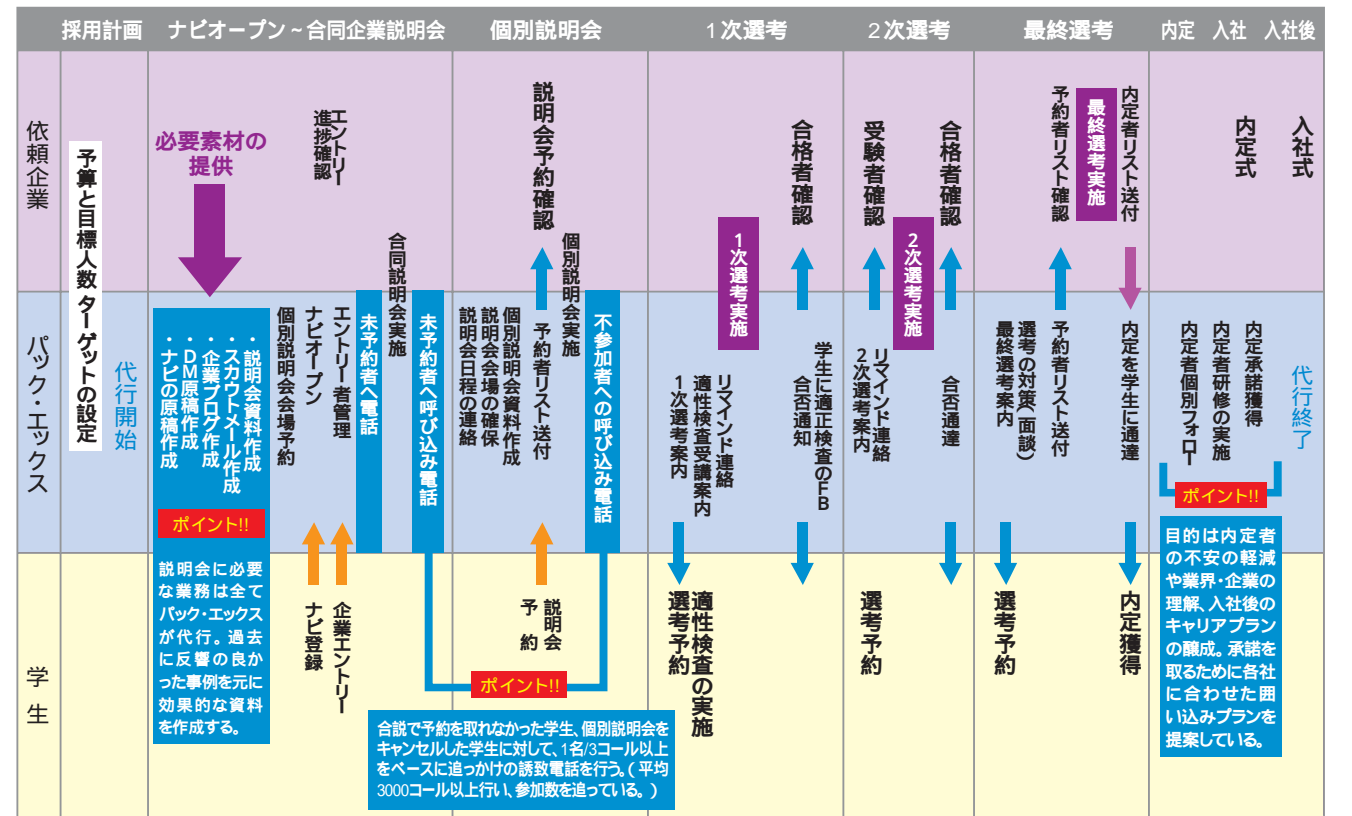 採用計画
ナビオープン～合同企業説明会
個別説明会
1次選考
2次選考
最終選考
内定
入社
入社後
依頼企業
予算と目標人数 ターゲットの設定
必要素材の
提供
エントリー
進捗確認
説明会予約確認
合格者確認
受験者確認
合格者確認
予約者リスト確認
最終選考実施
内定者リスト送付
内定式
入社式
1次選考実施
2次選考実施
パック・エックス
代行開始
・説明会資料作成
・スカウトメール作成
・企業ブログ作成
・DM原稿作成
・ナビの原稿作成
ポイント!!
説明会に必要
な業務は全て
パック・エックス
が代行。過去
に反響の良か
った事例を元に
効果的な資料
を作成する。
個別説明会会場予約
ナビオープン
エントリー者管理
未予約者へ電話
合同説明会実施
未予約者へ呼び込み電話
個別説明会資料作成
説明会会場の確保
説明会日程の連絡
予約者リスト送付
個別説明会実施
不参加者への呼び込み電話
リマインド連絡
適性検査受講案内
1次選考案内
学生に適正検査のFB
合否通知
リマインド連絡
2次選考案内
合否通達
選考の対策(面談)
最終選考案内
予約者リスト送付
内定を学生に通達
内定者個別フォロー
内定者研修の実施
内定承諾獲得
代行終了
ポイント!!
目的は内定者
の不安の軽減
や業界・企業の
理解、入社後の
キャリアプラン
の醸成。承諾を
取るために各社
に合わせた囲
い込みプランを
提案している。
学生
ナビ登録
企業エントリー
説明会
予約
ポイント!!
合説で予約を取れなかった学生、個別説明会を
キャンセルした学生に対して、1名/3コール以上
をベースに追っかけの誘致電話を行う。(平均
3000コール以上行い、参加数を追っている。)
適性検査の実施
選考予約
選考予約
選考予約
内定獲得